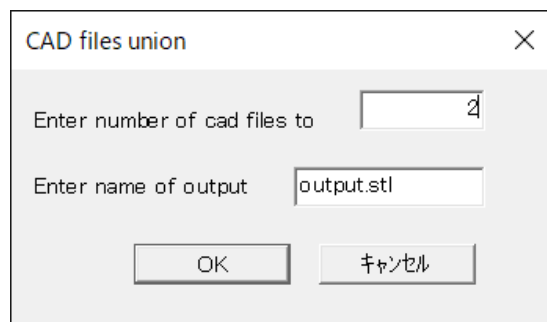 CAD files union
Enter number of cad files to 2
Enter name of output output.stl
OK キャンセル